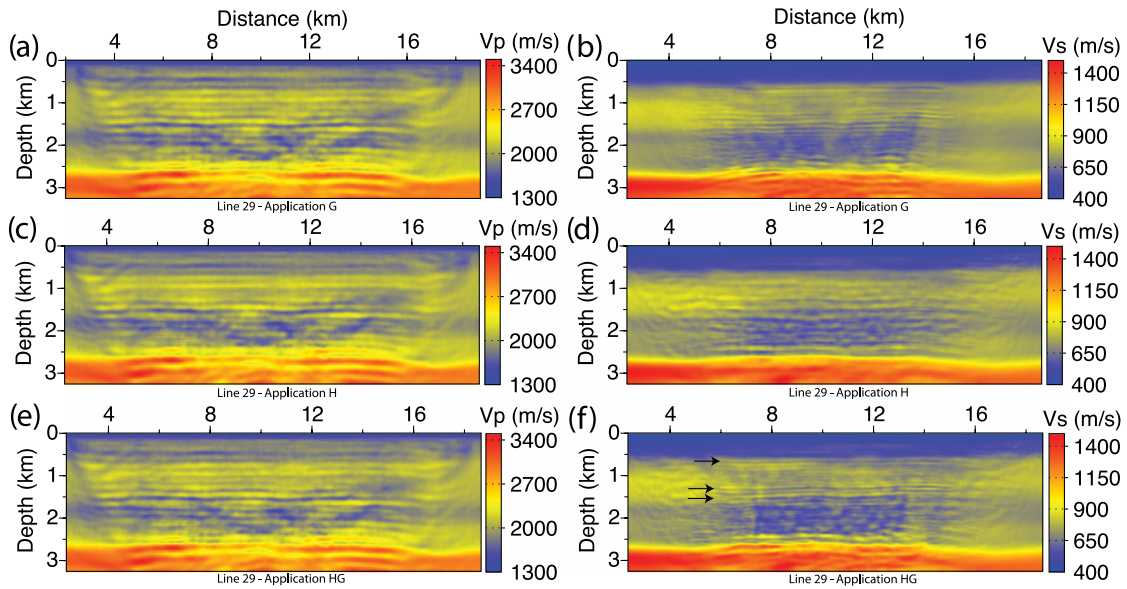 Distance (km)
Distance (km)
(a)
4 8 12 16
Vp (m/s)
(b)
4 8 12 16
Vs (m/s)
Depth (km)
0
1
2
3
3400
2700
2000
1300
Line 29 – Application G
Depth (km)
0
1
2
3
1400
1150
900
650
400
Line 29 – Application G
(c)
4 8 12 16
Vp (m/s)
(d)
4 8 12 16
Vs (m/s)
Depth (km)
0
1
2
3
3400
2700
2000
1300
Line 29 – Application H
Depth (km)
0
1
2
3
1400
1150
900
650
400
Line 29 – Application H
(e)
4 8 12 16
Vp (m/s)
(f)
4 8 12 16
Vs (m/s)
Depth (km)
0
1
2
3
3400
2700
2000
1300
Line 29 – Application HG
Depth (km)
0
1
2
3
1400
1150
900
650
400
Line 29 – Application HG